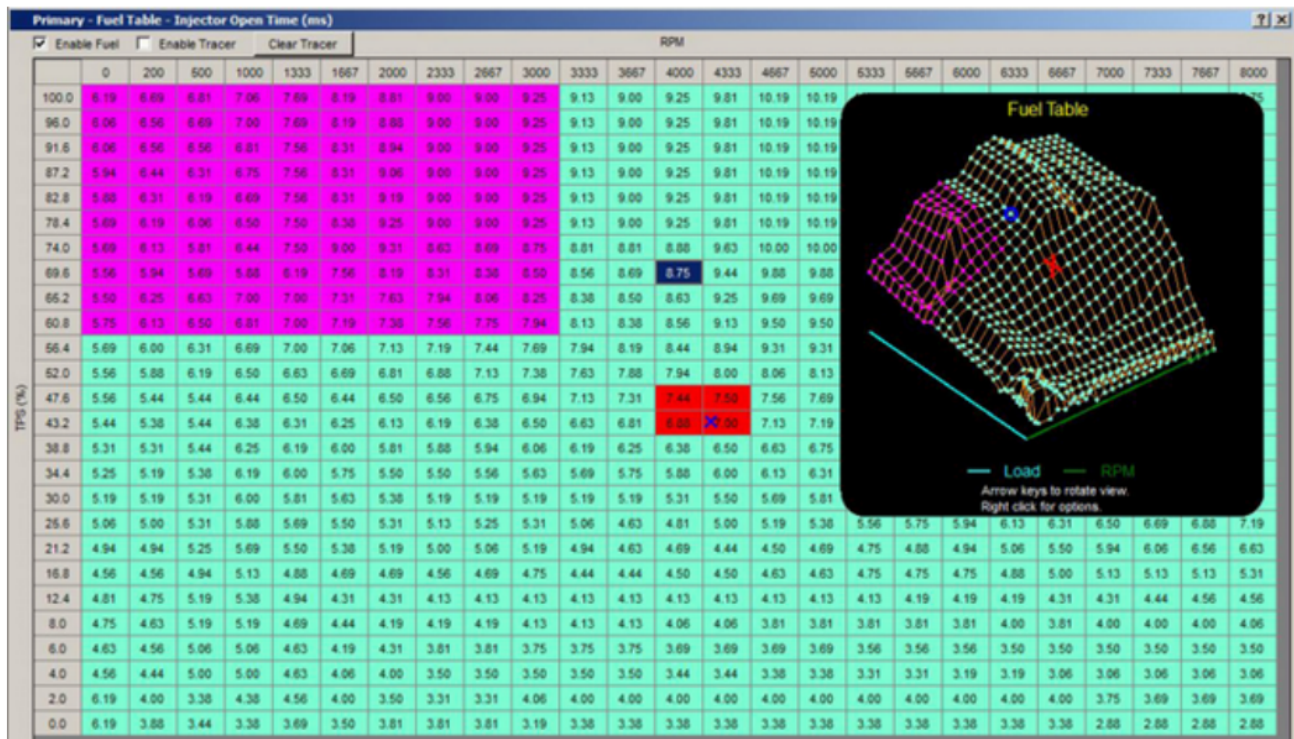 Primary - Fuel Table - Injector Open Time (ms)
Enable Fuel Enable Tracer Clear Tracer RPM
0 200 500 1000 1333 1667 2000 2333 2667 3000 3333 3667 4000 4333 4667 5000 5333 5667 6000 6333 6667 7000 7333 7667 8000
100.0 6.19 6.69 6.81 7.06 7.69 8.19 8.81 9.00 9.00 9.25 9.13 9.00 9.25 9.81 10.19 10.19
96.0 6.06 6.56 6.69 7.00 7.69 8.19 8.88 9.00 9.00 9.25 9.13 9.00 9.25 9.81 10.19 10.19
91.6 6.06 6.56 6.56 6.81 7.56 8.31 8.94 9.00 9.00 9.25 9.13 9.00 9.25 9.81 10.19 10.19
87.2 5.94 6.44 6.31 6.75 7.56 8.31 9.06 9.00 9.00 9.25 9.13 9.00 9.25 9.81 10.19 10.19
82.8 5.88 6.31 6.19 6.69 7.56 8.31 9.19 9.00 9.00 9.25 9.13 9.00 9.25 9.81 10.19 10.19
78.4 5.69 6.19 6.06 6.50 7.50 8.38 9.25 9.00 9.00 9.25 9.13 9.00 9.25 9.81 10.19 10.19
74.0 5.69 6.13 5.81 6.44 7.50 9.00 9.31 8.63 8.69 8.75 8.81 8.81 8.88 9.63 10.00 10.00
69.6 5.56 5.94 5.69 5.88 6.19 7.56 8.19 8.31 8.38 8.50 8.56 8.69 8.75 9.44 9.88 9.88
65.2 5.50 6.25 6.63 7.00 7.00 7.31 7.63 7.94 8.06 8.25 8.38 8.50 8.63 9.25 9.69 9.69
60.8 5.75 6.13 6.50 6.81 7.00 7.19 7.38 7.56 7.75 7.94 8.13 8.38 8.56 9.13 9.50 9.50
56.4 5.69 6.00 6.31 6.69 7.00 7.06 7.13 7.19 7.44 7.69 7.94 8.19 8.44 8.94 9.31 9.31
52.0 5.56 5.88 6.19 6.50 6.63 6.69 6.81 6.88 7.13 7.38 7.63 7.88 7.94 8.00 8.06 8.13
47.6 5.56 5.44 5.44 6.44 6.50 6.44 6.50 6.56 6.75 6.94 7.13 7.31 7.44 7.50 7.56 7.69
TPS (%)
43.2 5.44 5.38 5.44 6.38 6.31 6.25 6.13 6.19 6.38 6.50 6.63 6.81 6.88 7.00 7.13 7.19
38.8 5.31 5.31 5.44 6.25 6.19 6.00 5.81 5.88 5.94 6.06 6.19 6.25 6.38 6.50 6.63 6.75
34.4 5.25 5.19 5.38 6.19 6.00 5.75 5.50 5.50 5.56 5.63 5.69 5.75 5.88 6.00 6.13 6.31
30.0 5.19 5.19 5.31 6.00 5.81 5.63 5.38 5.19 5.19 5.19 5.19 5.19 5.31 5.50 5.69 5.81
25.6 5.06 5.00 5.31 5.88 5.69 5.50 5.31 5.13 5.25 5.31 5.06 4.63 4.81 5.00 5.19 5.38 5.56 5.75 5.94 6.13 6.31 6.50 6.69 6.88 7.19
21.2 4.94 4.94 5.25 5.69 5.50 5.38 5.19 5.00 5.06 5.19 4.94 4.63 4.69 4.44 4.50 4.69 4.75 4.88 4.94 5.06 5.50 5.94 6.06 6.56 6.63
16.8 4.56 4.56 4.94 5.13 4.88 4.69 4.69 4.56 4.69 4.75 4.44 4.44 4.50 4.50 4.63 4.63 4.75 4.75 4.75 4.88 5.00 5.13 5.13 5.13 5.31
12.4 4.81 4.75 5.19 5.38 4.94 4.31 4.31 4.13 4.13 4.13 4.13 4.13 4.13 4.13 4.13 4.13 4.13 4.19 4.19 4.19 4.31 4.31 4.44 4.56 4.56
8.0 4.75 4.63 5.19 5.19 4.69 4.44 4.19 4.19 4.19 4.13 4.13 4.13 4.06 4.06 3.81 3.81 3.81 3.81 3.81 3.81 4.00 3.81 4.00 4.00 4.06
6.0 4.63 4.56 5.06 5.06 4.63 4.19 4.31 3.81 3.81 3.75 3.75 3.75 3.69 3.69 3.69 3.69 3.56 3.56 3.56 3.50 3.50 3.50 3.50 3.50 3.50
4.0 4.56 4.44 5.00 5.00 4.63 4.06 4.00 3.50 3.50 3.50 3.50 3.50 3.44 3.44 3.38 3.38 3.31 3.31 3.19 3.19 3.06 3.06 3.06 3.06 3.06
2.0 6.19 4.00 3.38 4.38 4.56 4.00 3.50 3.31 3.31 4.06 4.00 4.00 4.00 4.00 4.00 4.00 4.00 4.00 4.00 4.00 4.00 3.75 3.69 3.69 3.69
0.0 6.19 3.88 3.44 3.38 3.69 3.50 3.81 3.81 3.81 3.19 3.38 3.38 3.38 3.38 3.38 3.38 3.38 3.38 3.38 3.38 3.38 2.88 2.88 2.88 2.88
Fuel Table
Load RPM
Arrow keys to rotate view.
Right click for options.